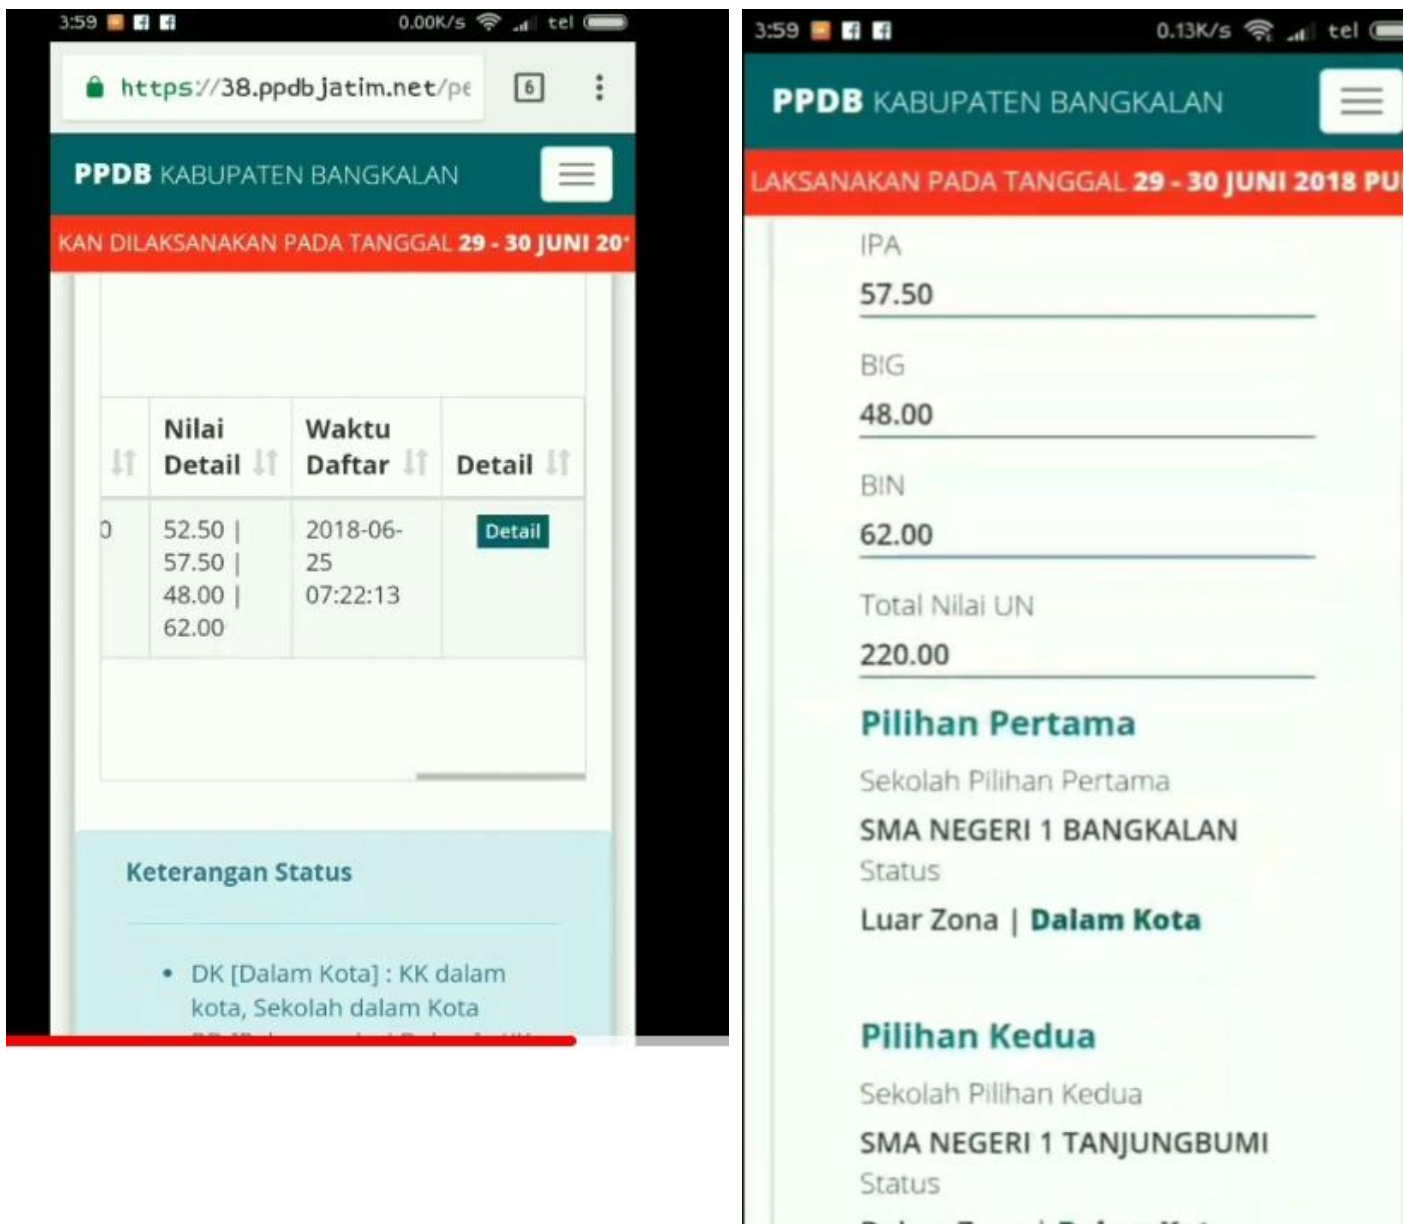 3:59
0.00K/s
tel
https://38.ppdbjatim.net/pe
6
PPDB KABUPATEN BANGKALAN
KAN DILAKSANAKAN PADA TANGGAL 29 - 30 JUNI 20
Nilai Detail
Waktu Daftar
Detail
0
52.50 |
57.50 |
48.00 |
62.00
2018-06-
25
07:22:13
Detail
Keterangan Status
• DK [Dalam Kota] : KK dalam
kota, Sekolah dalam Kota
3:59
0.13K/s
tel
PPDB KABUPATEN BANGKALAN
LAKSANAKAN PADA TANGGAL 29 - 30 JUNI 2018 PU
IPA
57.50
BIG
48.00
BIN
62.00
Total Nilai UN
220.00
Pilihan Pertama
Sekolah Pilihan Pertama
SMA NEGERI 1 BANGKALAN
Status
Luar Zona | Dalam Kota
Pilihan Kedua
Sekolah Pilihan Kedua
SMA NEGERI 1 TANJUNGBUMI
Status